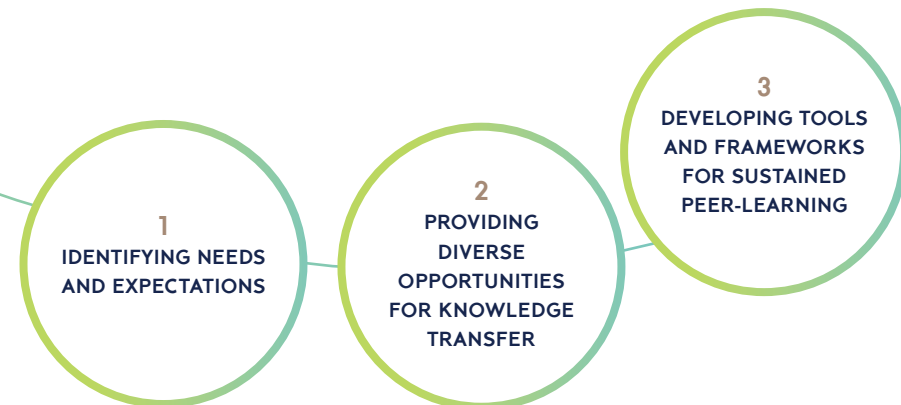 1
IDENTIFYING NEEDS
AND EXPECTATIONS
2
PROVIDING
DIVERSE
OPPORTUNITIES
FOR KNOWLEDGE
TRANSFER
3
DEVELOPING TOOLS
AND FRAMEWORKS
FOR SUSTAINED
PEER-LEARNING